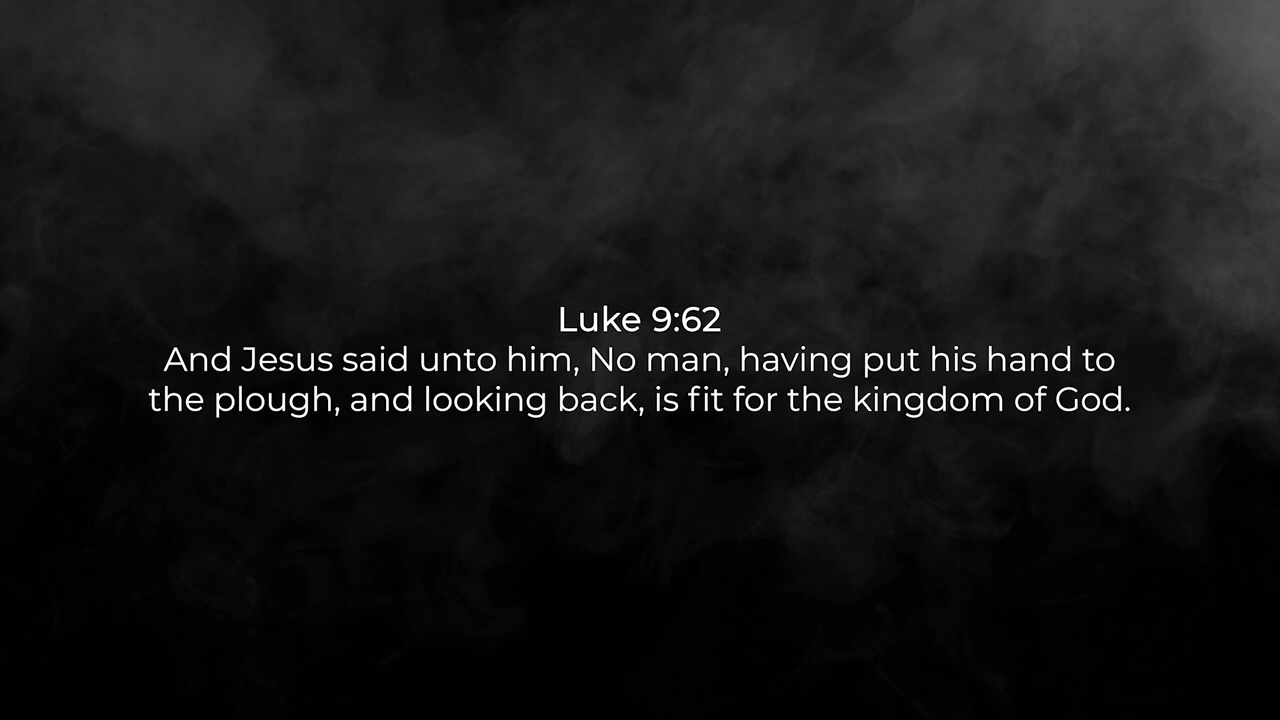 Luke 9:62
And Jesus said unto him, No man, having put his hand to
the plough, and looking back, is fit for the kingdom of God.